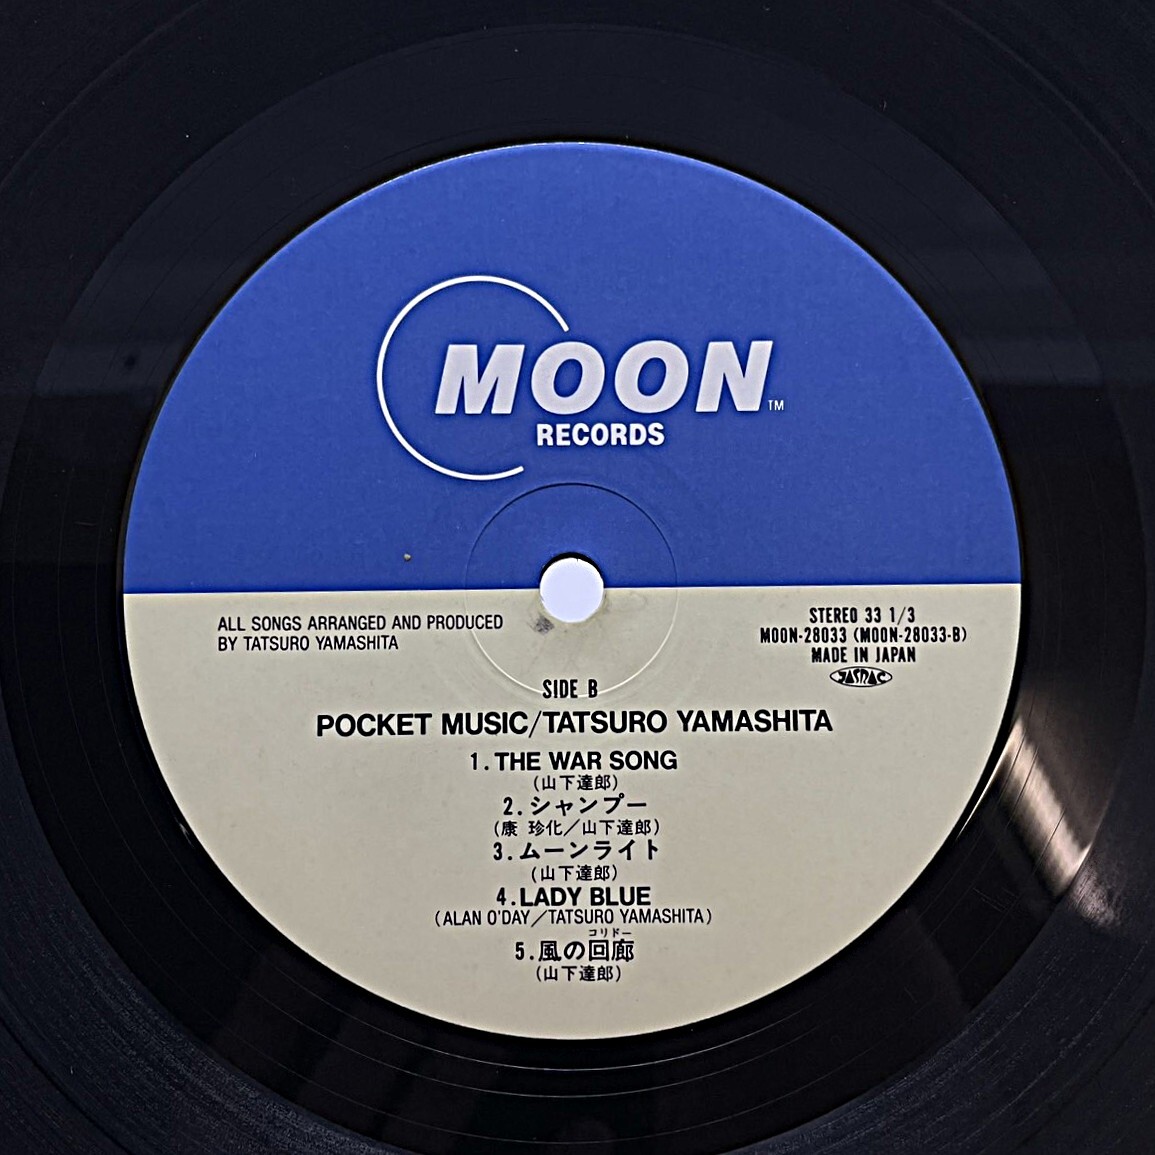 MOON
TM
RECORDS
ALL SONGS ARRANGED AND PRODUCED
BY TATSURO YAMASHITA
STEREO 33 1/3
MOON-28033 (MOON-28033-B)
MADE IN JAPAN
JASRAC
SIDE B
POCKET MUSIC/TATSURO YAMASHITA
1.THE WAR SONG
(山下達郎)
2.シャンプー
(康 珍化/山下達郎)
3.ムーンライト
(山下達郎)
4.LADY BLUE
(ALAN O'DAY/TATSURO YAMASHITA)
コリドー
5.風の回廊
(山下達郎)